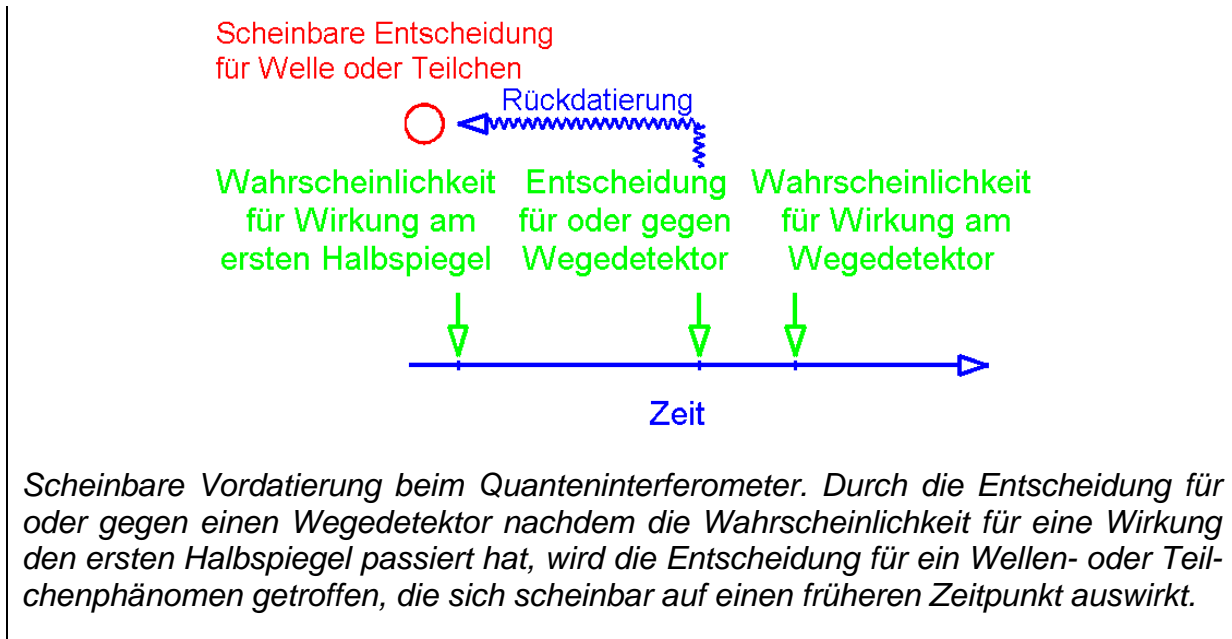 Scheinbare Entscheidung
für Welle oder Teilchen
Rückdatierung
Wahrscheinlichkeit
für Wirkung am
ersten Halbspiegel
Entscheidung
für oder gegen
Wegedetektor
Wahrscheinlichkeit
für Wirkung am
Wegedetektor
Zeit
Scheinbare Vordatierung beim Quanteninterferometer. Durch die Entscheidung für
oder gegen einen Wegedetektor nachdem die Wahrscheinlichkeit für eine Wirkung
den ersten Halbspiegel passiert hat, wird die Entscheidung für ein Wellen- oder Teil-
chenphänomen getroffen, die sich scheinbar auf einen früheren Zeitpunkt auswirkt.